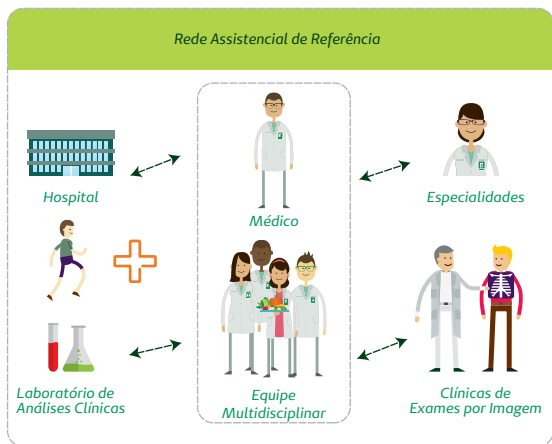 Rede Assistencial de Referência
Hospital
Médico
Especialidades
Laboratório de
Análises Clínicas
Equipe
Multidisciplinar
Clínicas de
Exames por Imagem